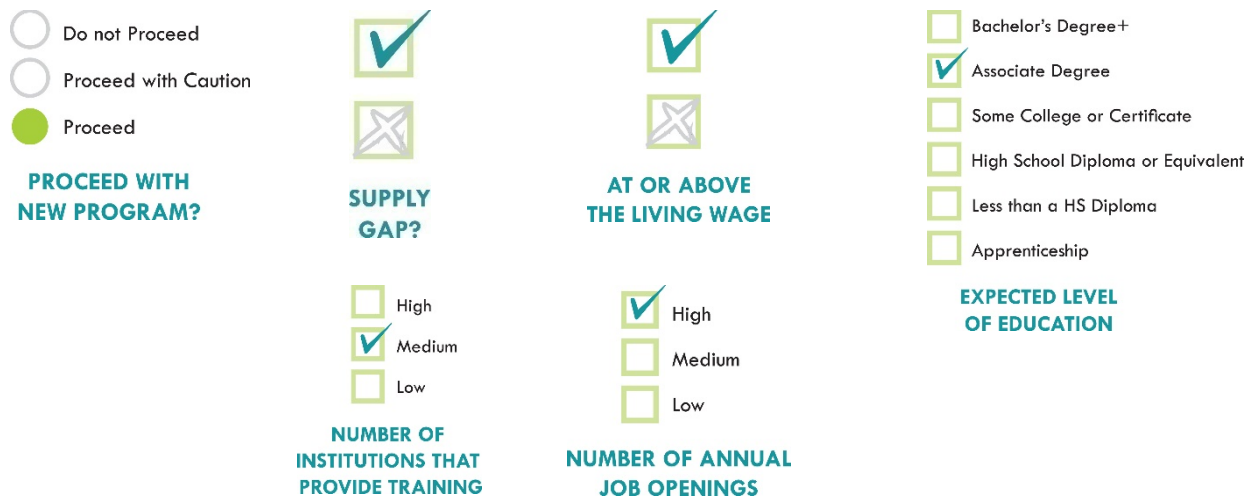 Do not Proceed
Proceed with Caution
Proceed
PROCEED WITH
NEW PROGRAM?
SUPPLY
GAP?
AT OR ABOVE
THE LIVING WAGE
Bachelor's Degree+
Associate Degree
Some College or Certificate
High School Diploma or Equivalent
Less than a HS Diploma
Apprenticeship
EXPECTED LEVEL
OF EDUCATION
High
Medium
Low
NUMBER OF
INSTITUTIONS THAT
PROVIDE TRAINING
High
Medium
Low
NUMBER OF ANNUAL
JOB OPENINGS